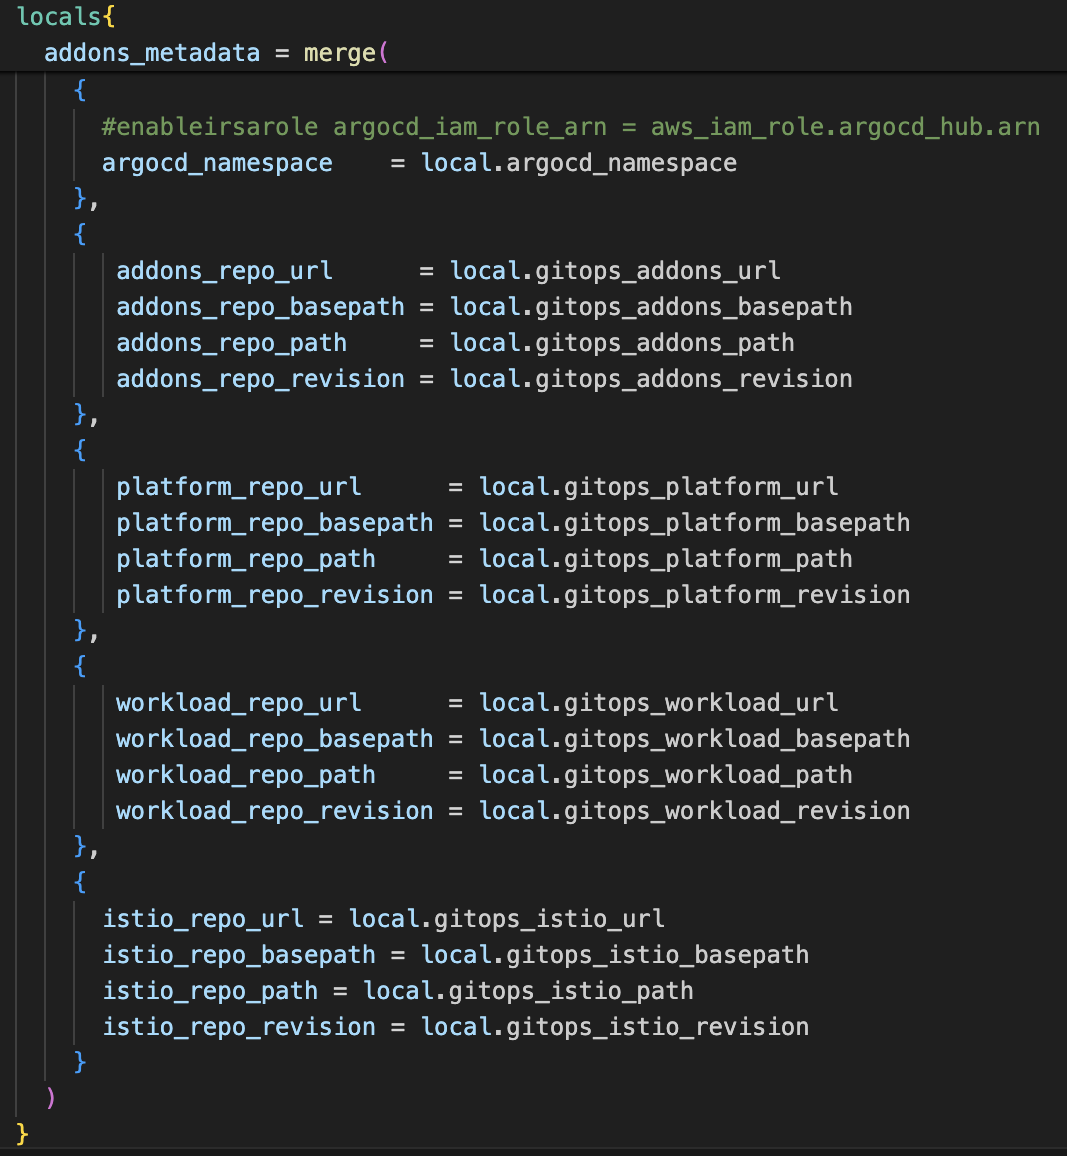 locals{
  addons_metadata = merge(
    {
      #enableirsarole argocd_iam_role_arn = aws_iam_role.argocd_hub.arn
      argocd_namespace    = local.argocd_namespace
    },
    {
       addons_repo_url      = local.gitops_addons_url
       addons_repo_basepath = local.gitops_addons_basepath
       addons_repo_path     = local.gitops_addons_path
       addons_repo_revision = local.gitops_addons_revision
    },
    {
       platform_repo_url      = local.gitops_platform_url
       platform_repo_basepath = local.gitops_platform_basepath
       platform_repo_path     = local.gitops_platform_path
       platform_repo_revision = local.gitops_platform_revision
    },
    {
       workload_repo_url      = local.gitops_workload_url
       workload_repo_basepath = local.gitops_workload_basepath
       workload_repo_path     = local.gitops_workload_path
       workload_repo_revision = local.gitops_workload_revision
    },
    {
      istio_repo_url = local.gitops_istio_url
      istio_repo_basepath = local.gitops_istio_basepath
      istio_repo_path = local.gitops_istio_path
      istio_repo_revision = local.gitops_istio_revision
    }
  )
}